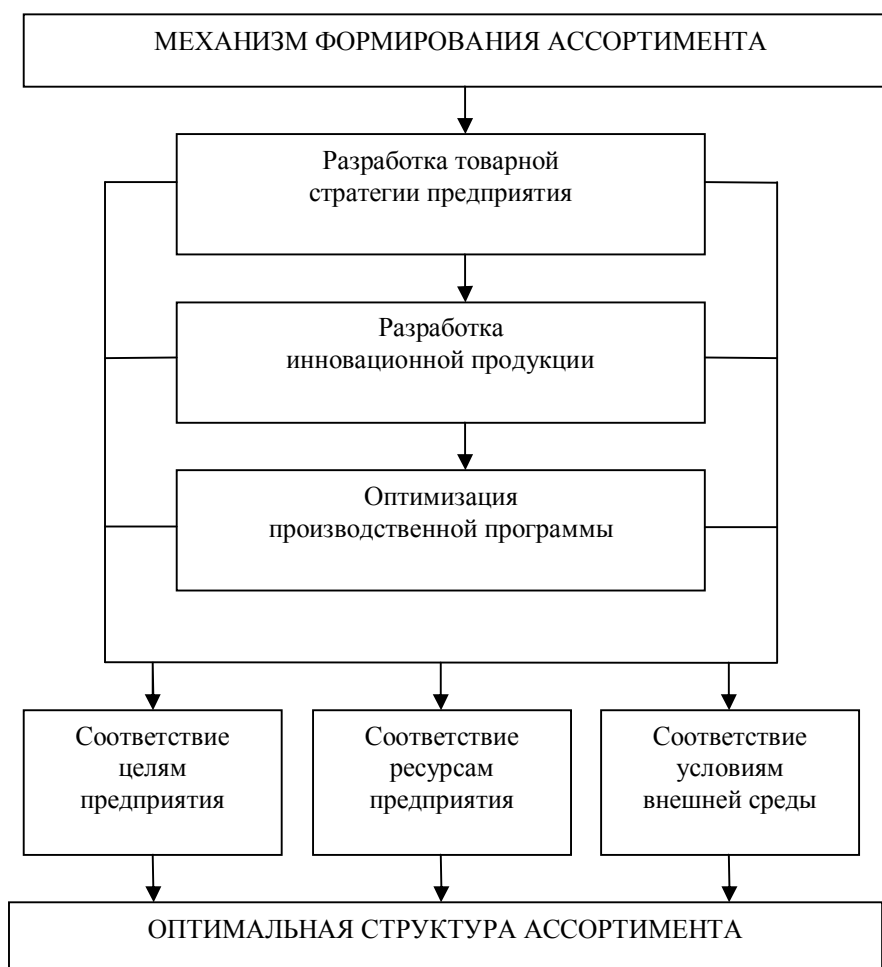 МЕХАНИЗМ ФОРМИРОВАНИЯ АССОРТИМЕНТА
Разработка товарной
стратегии предприятия
Разработка
инновационной продукции
Оптимизация
производственной программы
Соответствие
целям
предприятия
Соответствие
ресурсам
предприятия
Соответствие
условиям
внешней среды
ОПТИМАЛЬНАЯ СТРУКТУРА АССОРТИМЕНТА